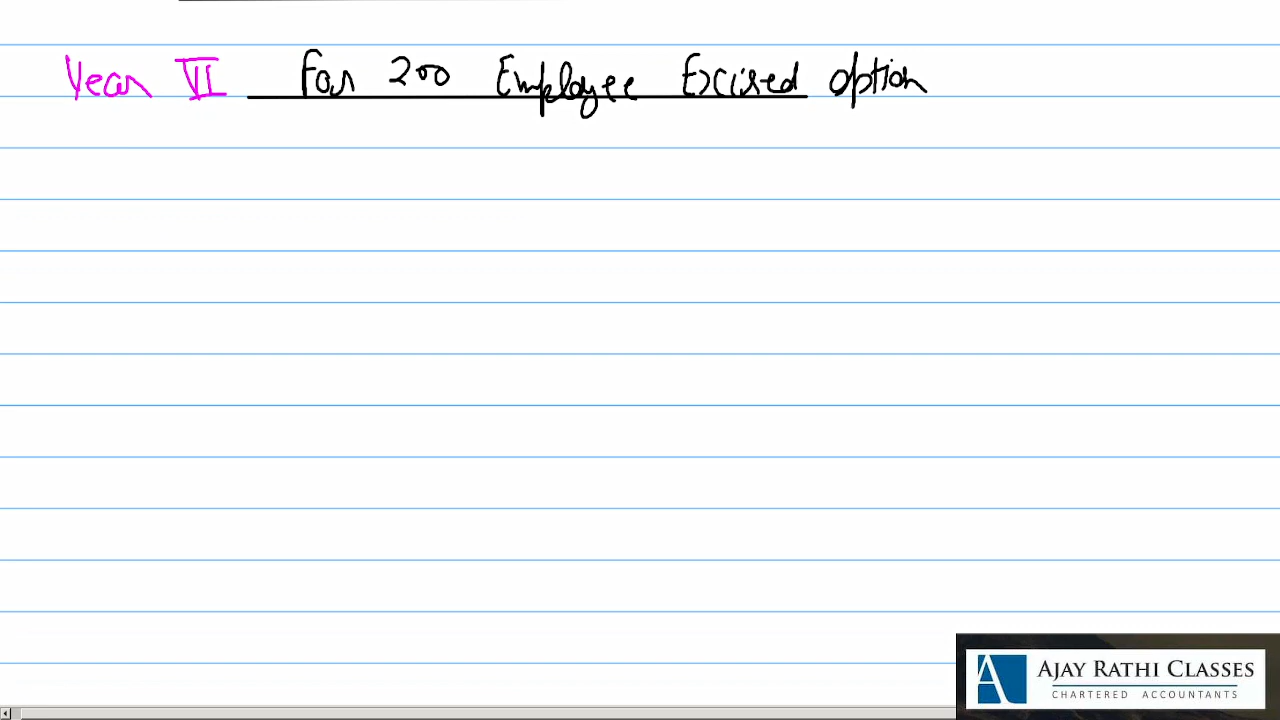 Year VI For 200 Employee Excised option
AJAY RATHI CLASSES
CHARTERED ACCOUNTANTS